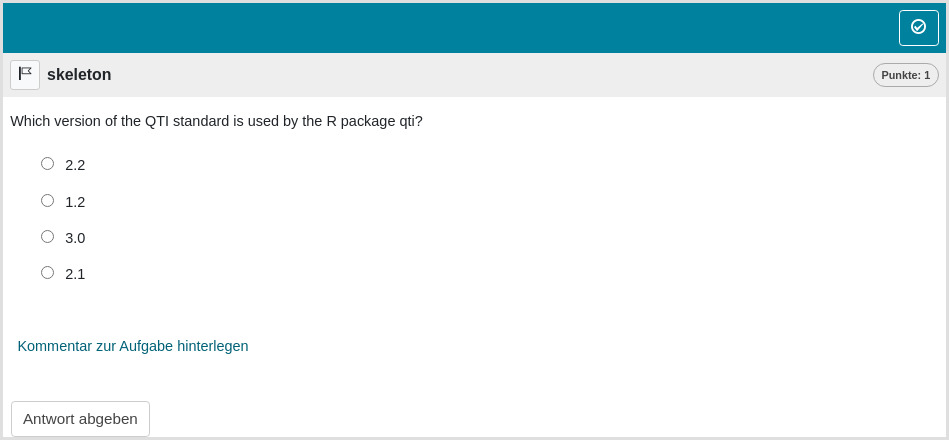 skeleton
Punkte: 1
Which version of the QTI standard is used by the R package qti?
2.2
1.2
3.0
2.1
Kommentar zur Aufgabe hinterlegen
Antwort abgeben